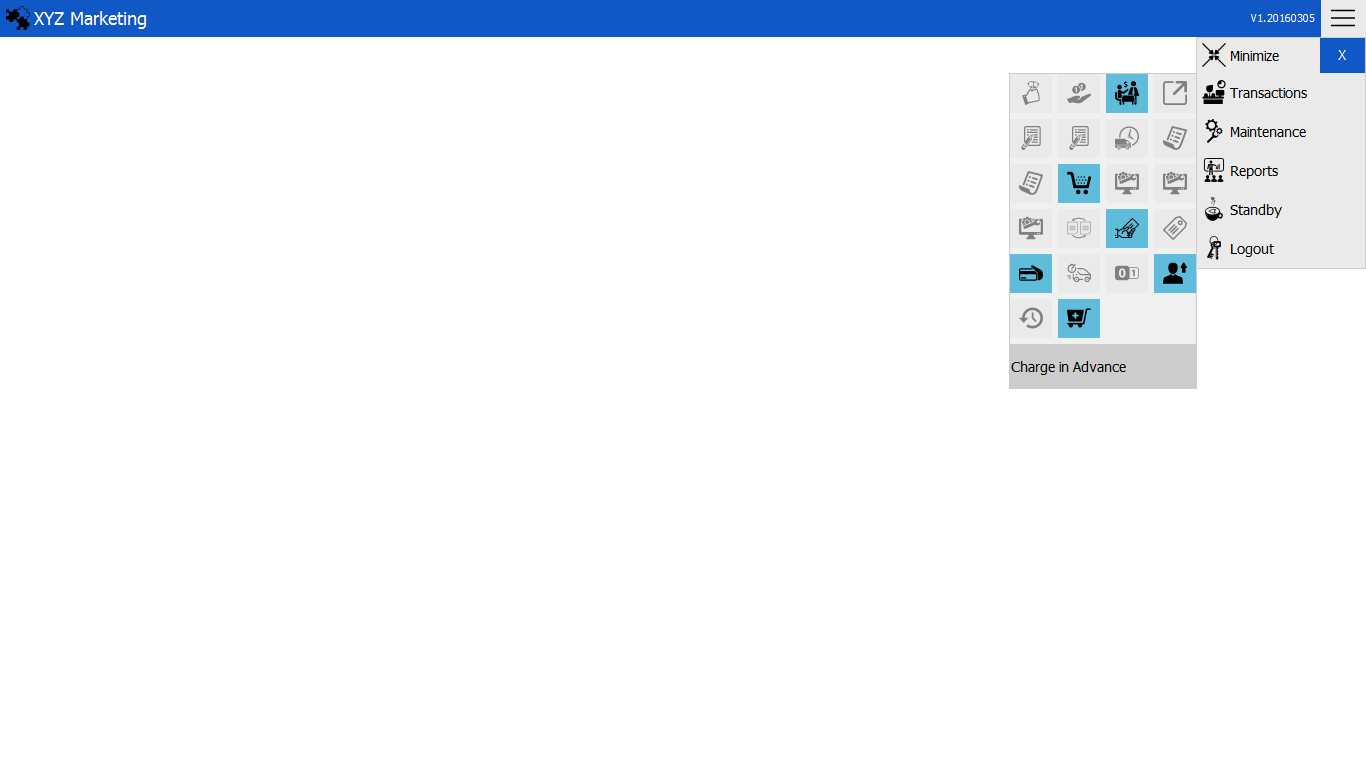 XYZ Marketing
V1.20160305
Minimize
X
Transactions
Maintenance
Reports
Standby
Logout
Charge in Advance